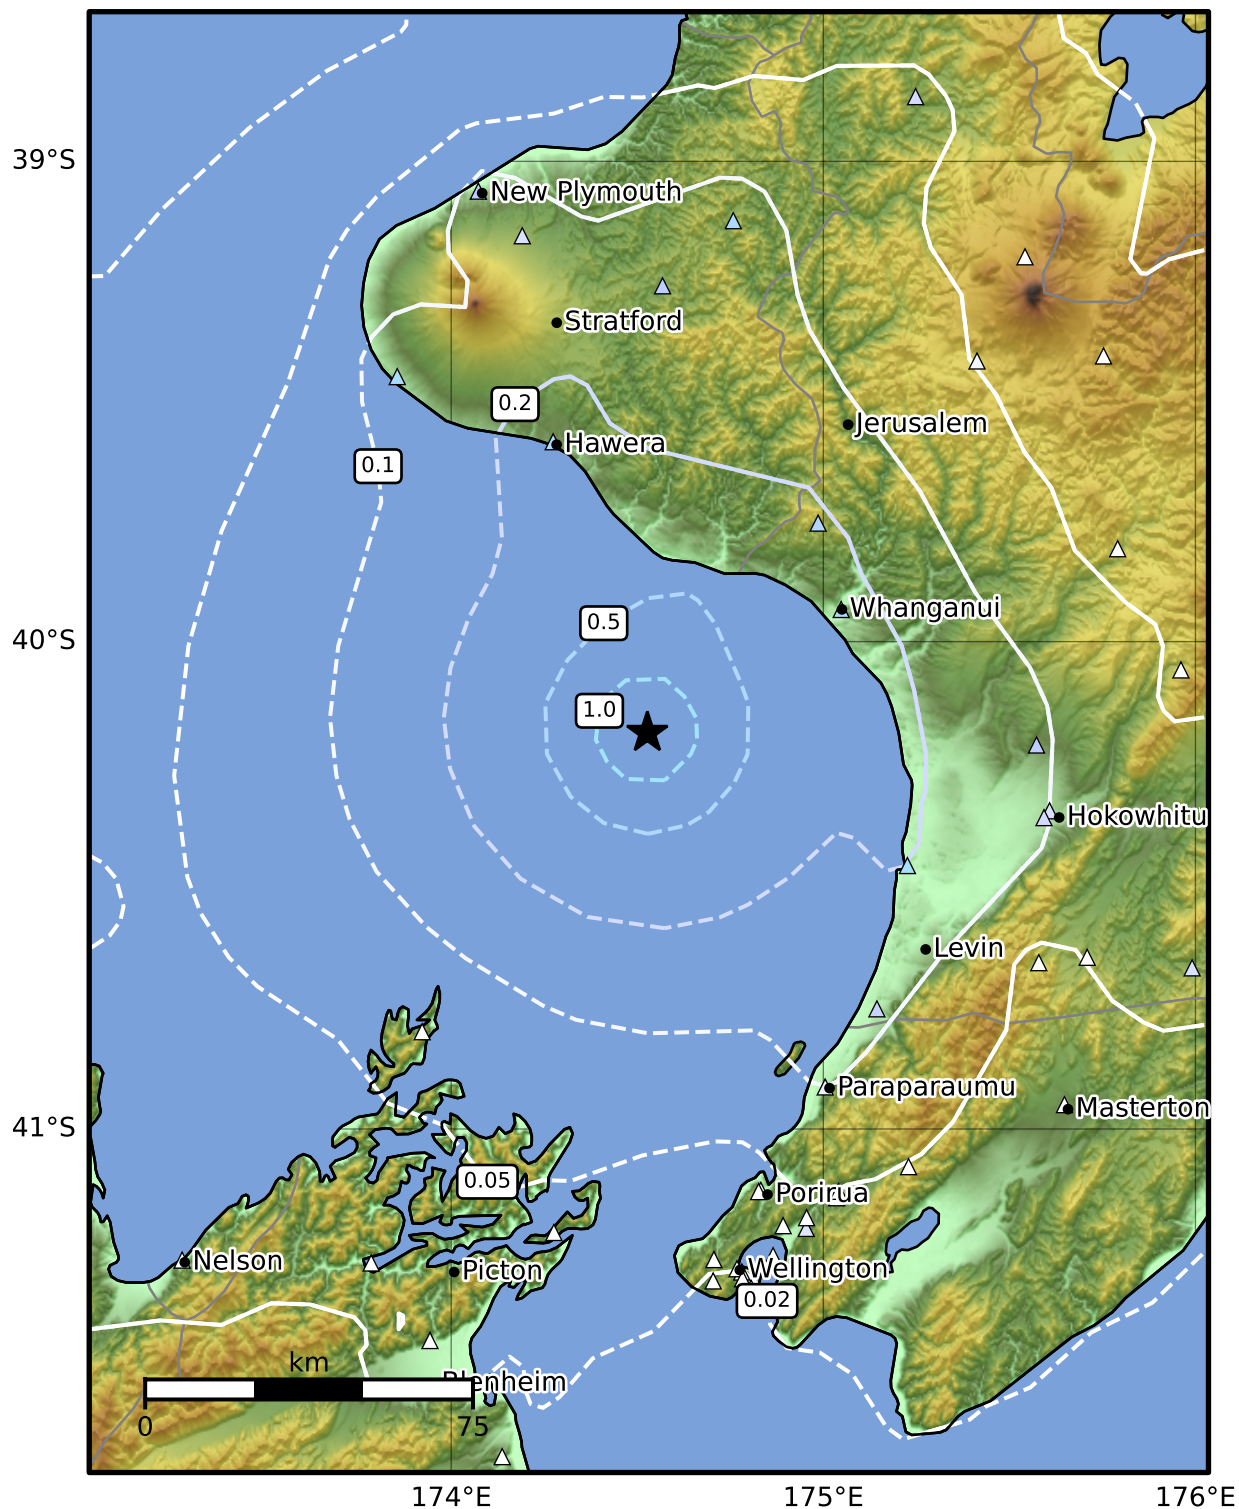 39°S
New Plymouth
Stratford
0.2
Jerusalem
Hawera
0.1
Whanganui
0.5
40°S
1.0
Hokowhitu
Levin
Paraparaumu
Masterton
41°S
0.05
Porirua
Nelson
Picton
Wellington
0.02
km
Blenheim
0
75
174°E
175°E
176°E